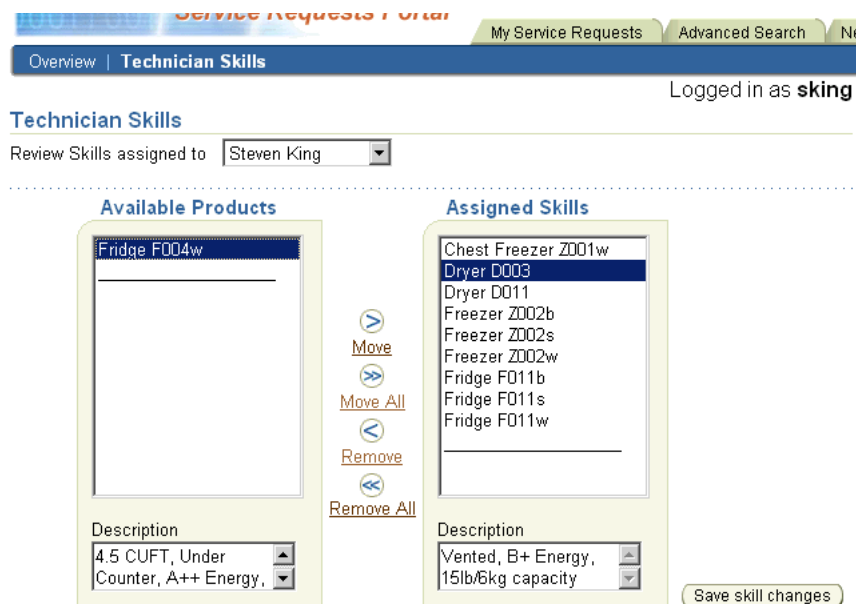 Service Requests Portal
My Service Requests Advanced Search
Overview | Technician Skills
Logged in as sking
Technician Skills
Review Skills assigned to Steven King
Available Products
Fridge F004w
Description
4.5 CUFT, Under
Counter, A++ Energy,
Move
Move All
Remove
Remove All
Assigned Skills
Chest Freezer Z001w
Dryer D003
Dryer D011
Freezer Z002b
Freezer Z002s
Freezer Z002w
Fridge F011b
Fridge F011s
Fridge F011w
Description
Vented, B+ Energy,
15lb/6kg capacity
Save skill changes